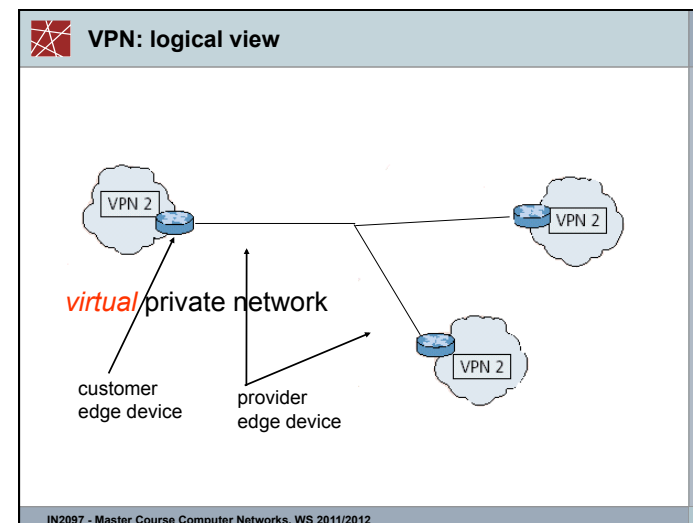 VPN: logical view
VPN 2
VPN 2
virtual private network
VPN 2
customer
edge device
provider
edge device
IN2097 - Master Course Computer Networks, WS 2011/2012